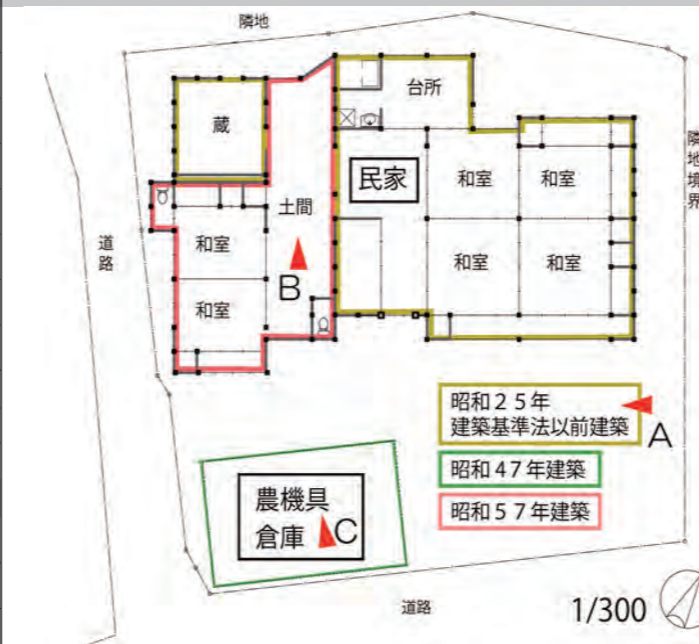 隣地
台所
蔵
民家
和室
和室
隣地境界
土間
道路
和室
和室
和室
B
和室
昭和25年
建築基準法以前建築
A
昭和47年建築
昭和57年建築
農機具
倉庫
C
道路
1/300